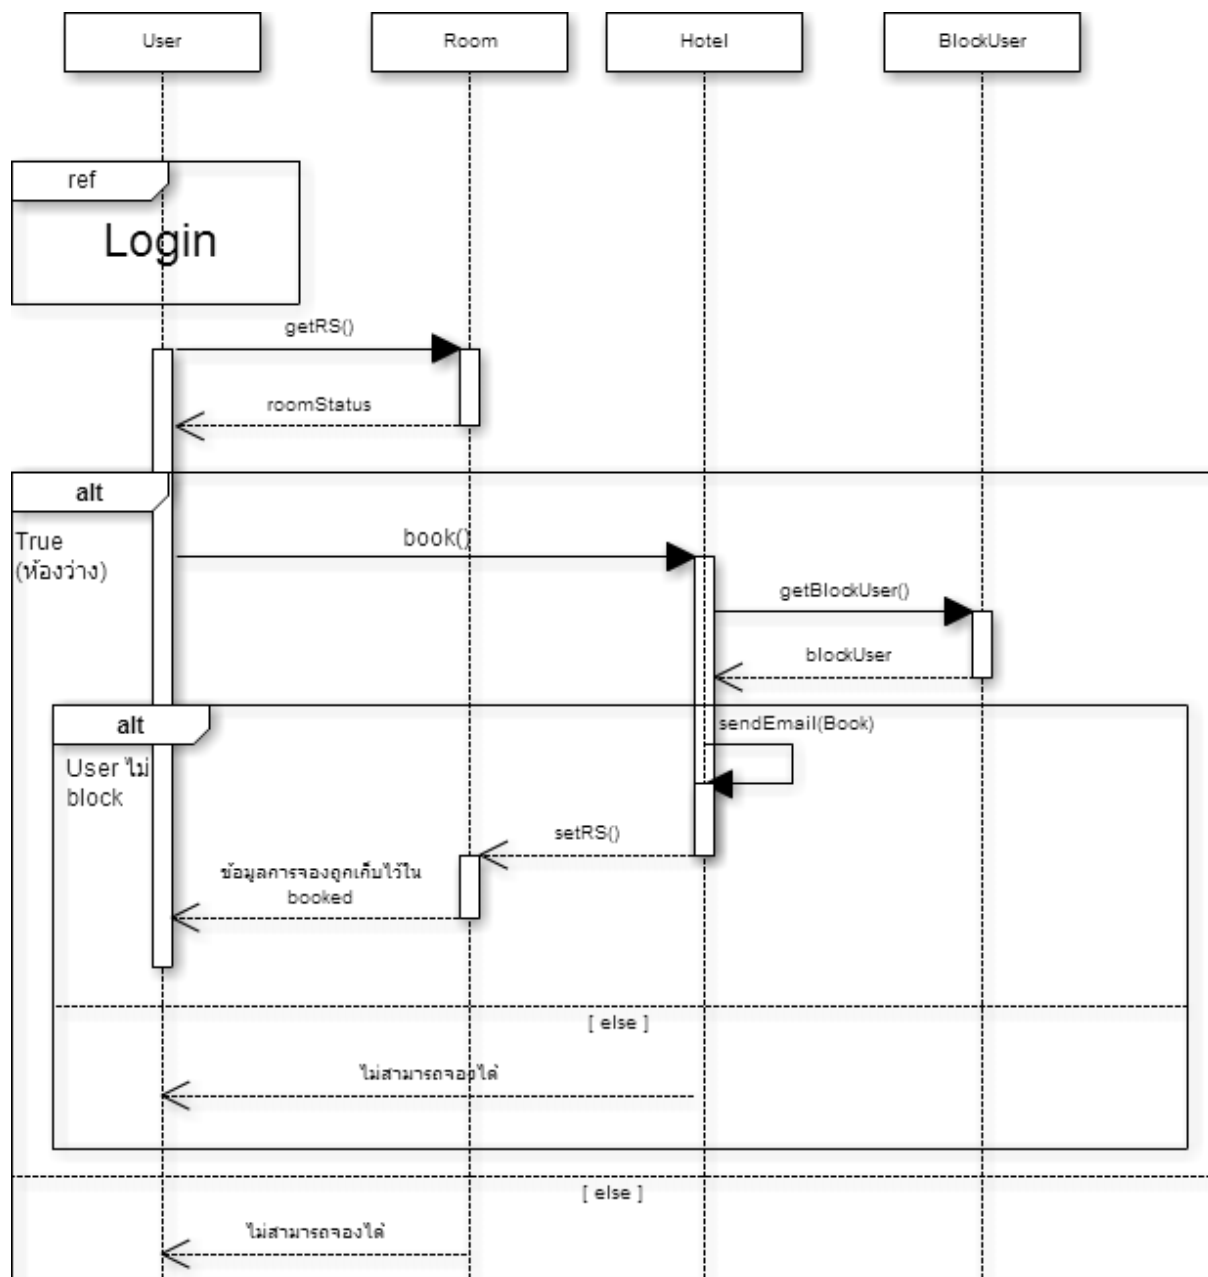 User
Room
Hotel
BlockUser
ref
Login
getRS()
roomStatus
alt
True
(ห้องว่าง)
book()
getBlockUser()
blockUser
alt
User ไม่
block
sendEmail(Book)
setRS()
ข้อมูลการจองถูกเก็บไว้ใน
booked
[ else ]
ไม่สามารถจองได้
[ else ]
ไม่สามารถจองได้